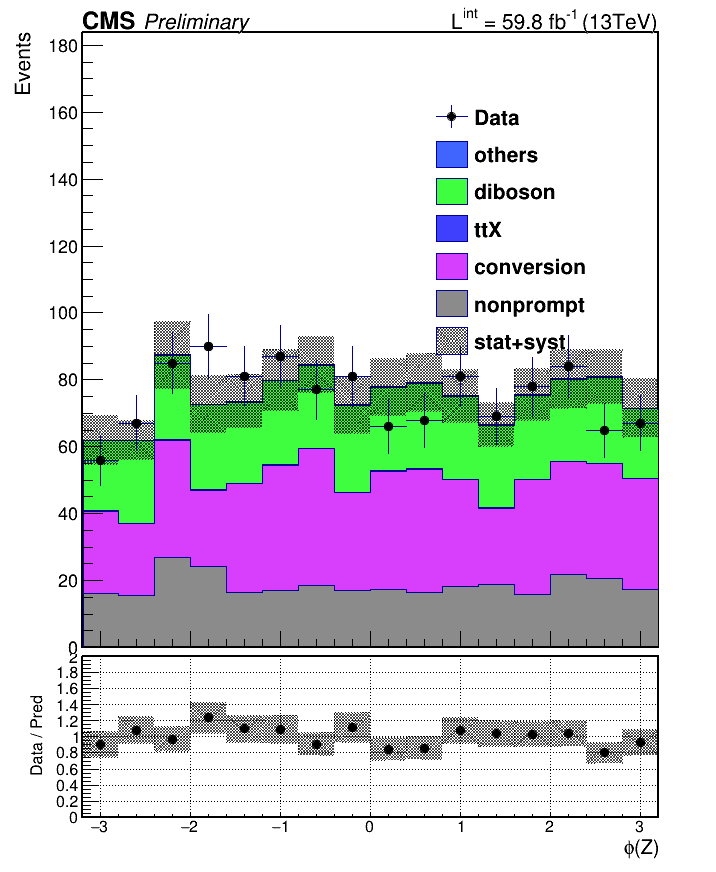 CMS Preliminary
L^int = 59.8 fb^-1 (13TeV)
Events
180
160
140
120
100
80
60
40
20
0
Data
others
diboson
ttX
conversion
nonprompt
stat+syst
Data / Pred
2
1.8
1.6
1.4
1.2
1
0.8
0.6
0.4
0.2
0
−3 −2 −1 0 1 2 3
ϕ(Z)